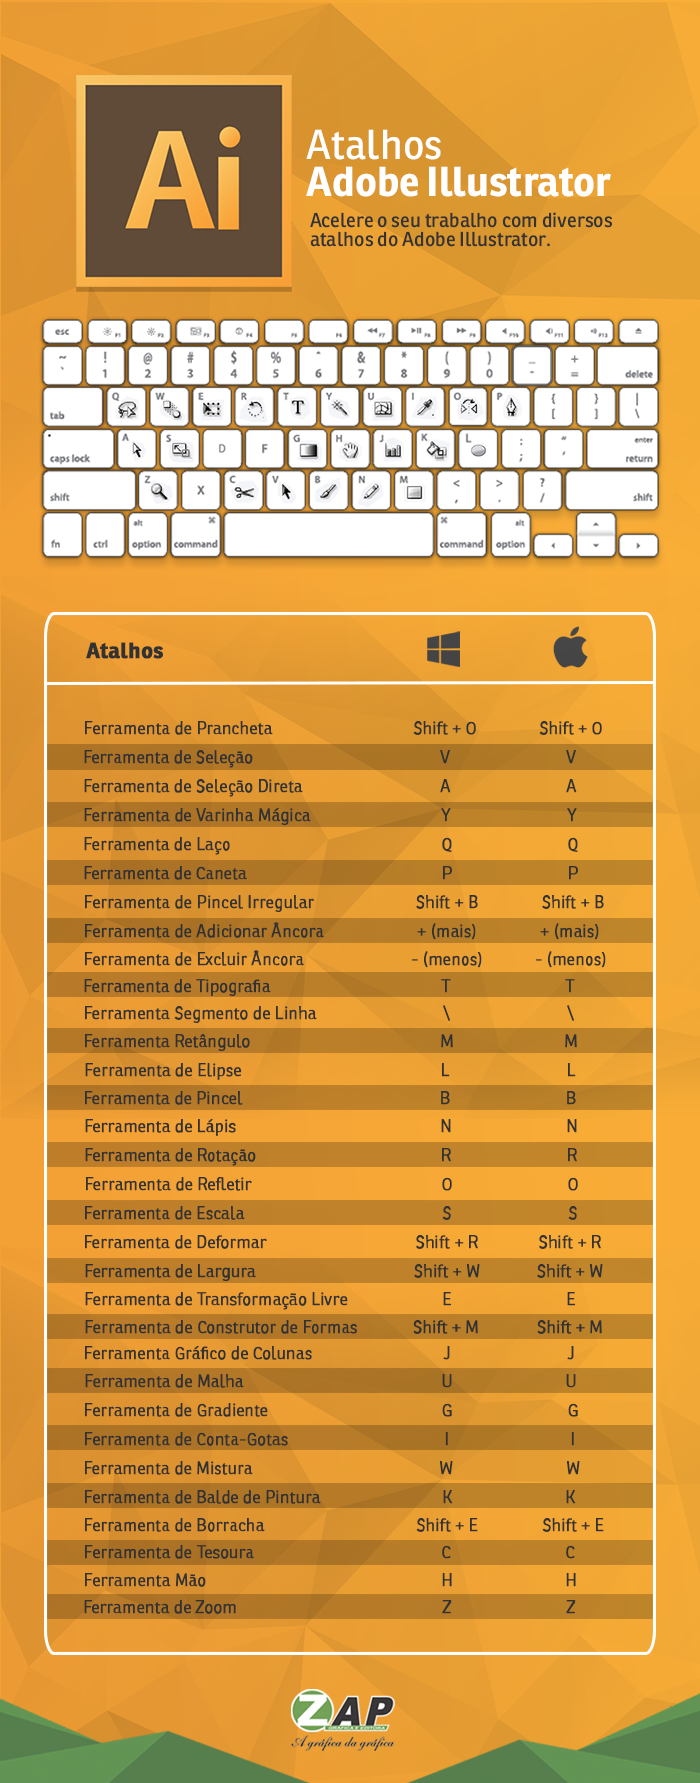 Ai
Atalhos
Adobe Illustrator
Acelere o seu trabalho com diversos
atalhos do Adobe Illustrator.
esc F1 F2 F3 F4 F5 F6 F7 F8 F9 F10 F11 F12
~ ! @ # $ % ˆ & * ( ) _ +
` 1 2 3 4 5 6 7 8 9 0 - = delete
tab Q W E R T Y U I O P { } |
[ ] \
caps lock A S D F G H J K L : " enter
; ' return
shift Z X C V B N M < > ? shift
, . /
alt ⌘ ⌘ alt
fn ctrl option command command option
Atalhos
Ferramenta de Prancheta Shift + O Shift + O
Ferramenta de Seleção V V
Ferramenta de Seleção Direta A A
Ferramenta de Varinha Mágica Y Y
Ferramenta de Laço Q Q
Ferramenta de Caneta P P
Ferramenta de Pincel Irregular Shift + B Shift + B
Ferramenta de Adicionar Âncora + (mais) + (mais)
Ferramenta de Excluir Âncora - (menos) - (menos)
Ferramenta de Tipografia T T
Ferramenta Segmento de Linha \ \
Ferramenta Retângulo M M
Ferramenta de Elipse L L
Ferramenta de Pincel B B
Ferramenta de Lápis N N
Ferramenta de Rotação R R
Ferramenta de Refletir O O
Ferramenta de Escala S S
Ferramenta de Deformar Shift + R Shift + R
Ferramenta de Largura Shift + W Shift + W
Ferramenta de Transformação Livre E E
Ferramenta de Construtor de Formas Shift + M Shift + M
Ferramenta Gráfico de Colunas J J
Ferramenta de Malha U U
Ferramenta de Gradiente G G
Ferramenta de Conta-Gotas I I
Ferramenta de Mistura W W
Ferramenta de Balde de Pintura K K
Ferramenta de Borracha Shift + E Shift + E
Ferramenta de Tesoura C C
Ferramenta Mão H H
Ferramenta de Zoom Z Z
ZAP
GRÁFICA E EDITORA
A gráfica da gráfica